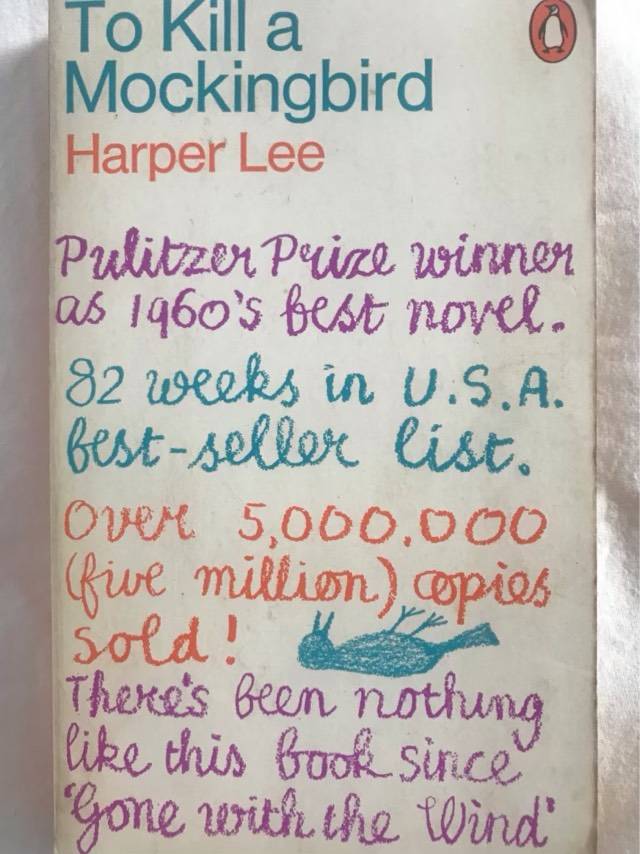 To Kill a
Mockingbird
Harper Lee
Pulitzer Prize winner
as 1960's best novel.
82 weeks in U.S.A.
best-seller list.
Over 5,000,000
(five million) copies
sold!
There's been nothing
like this book since
'Gone with the Wind'